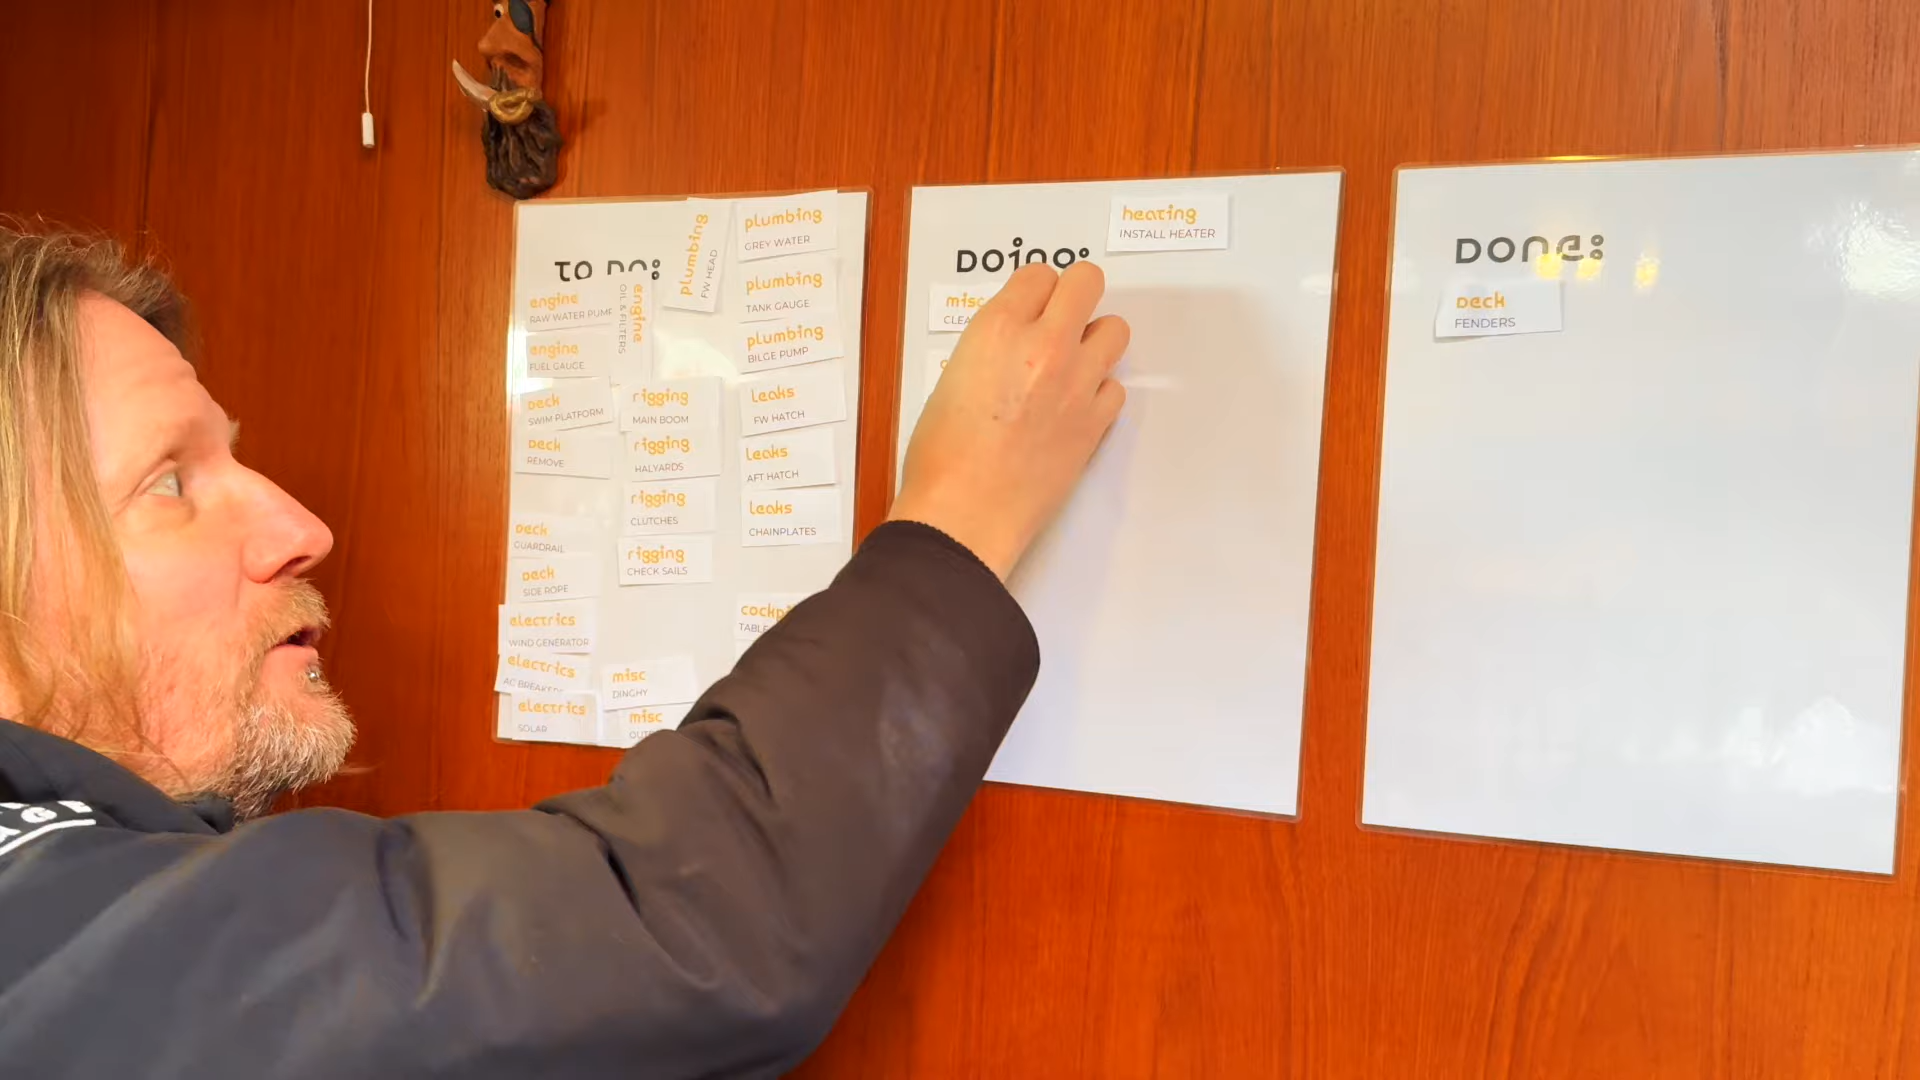 TO DO:
engine
RAW WATER PUMP
engine
FUEL GAUGE
Deck
SWIM PLATFORM
Deck
REMOVE
Deck
GUARDRAIL
Deck
SIDE ROPE
electrics
WIND GENERATOR
electrics
AC BREAKER
electrics
SOLAR
engine
OIL & FILTERS
rigging
MAIN BOOM
rigging
HALYARDS
rigging
CLUTCHES
rigging
CHECK SAILS
misc
DINGHY
misc
plumbing
FW HEAD
plumbing
GREY WATER
plumbing
TANK GAUGE
plumbing
BILGE PUMP
leaks
FW HATCH
leaks
AFT HATCH
leaks
CHAINPLATES
Doing:
heating
INSTALL HEATER
misc
Done:
Deck
FENDERS